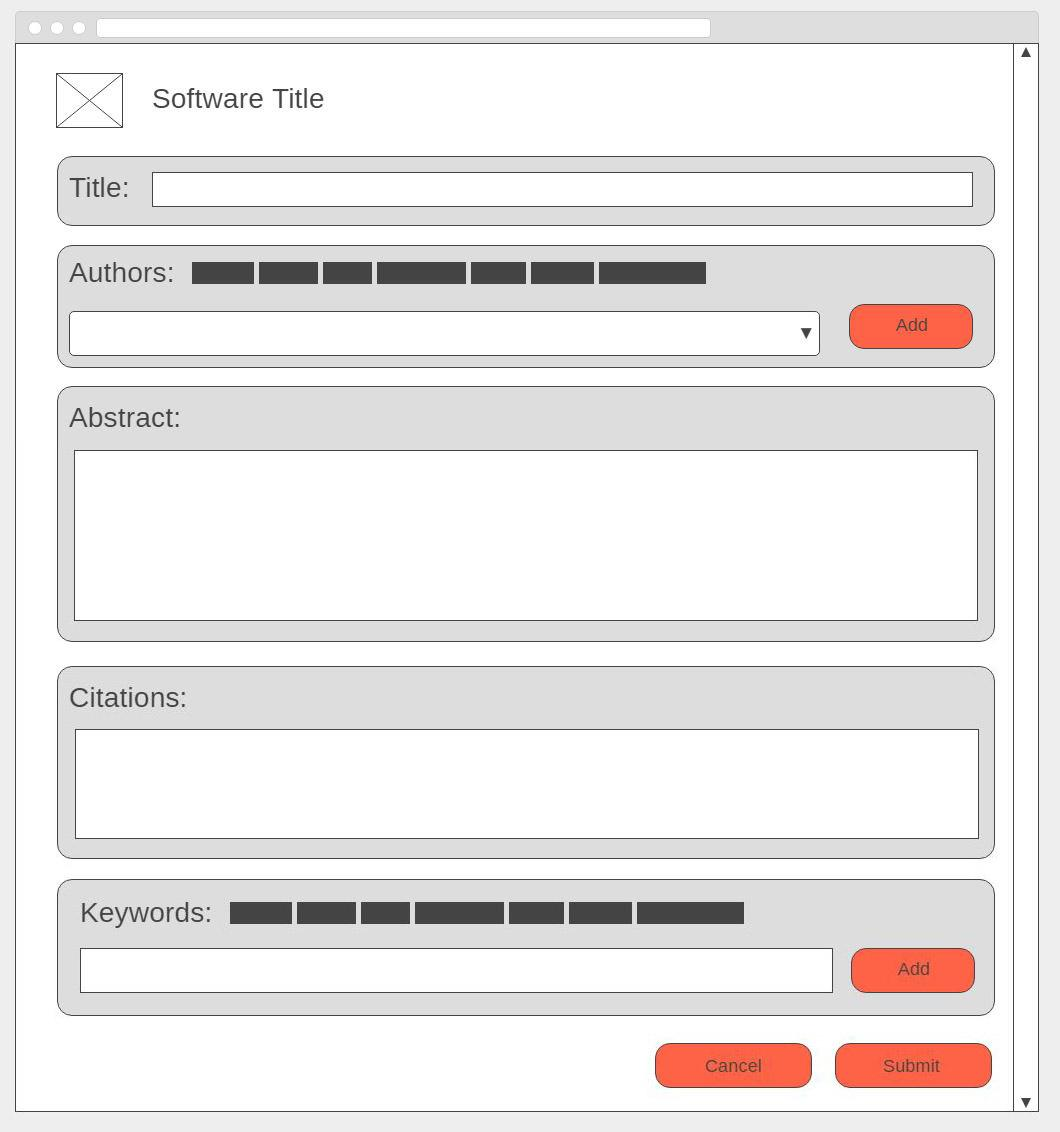 Software Title
Title:
Authors:
Add
Abstract:
Citations:
Keywords:
Add
Cancel
Submit